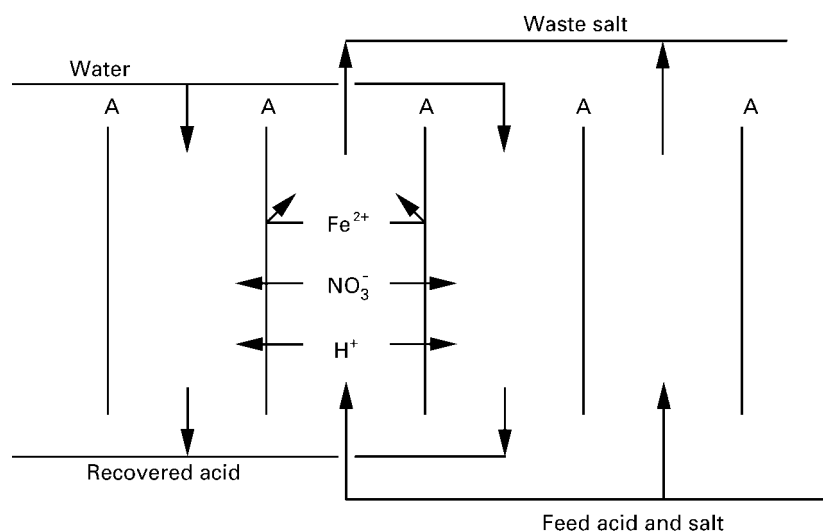 Waste salt
Water
A A A A A
Fe²⁺
NO₃⁻
H⁺
Recovered acid
Feed acid and salt